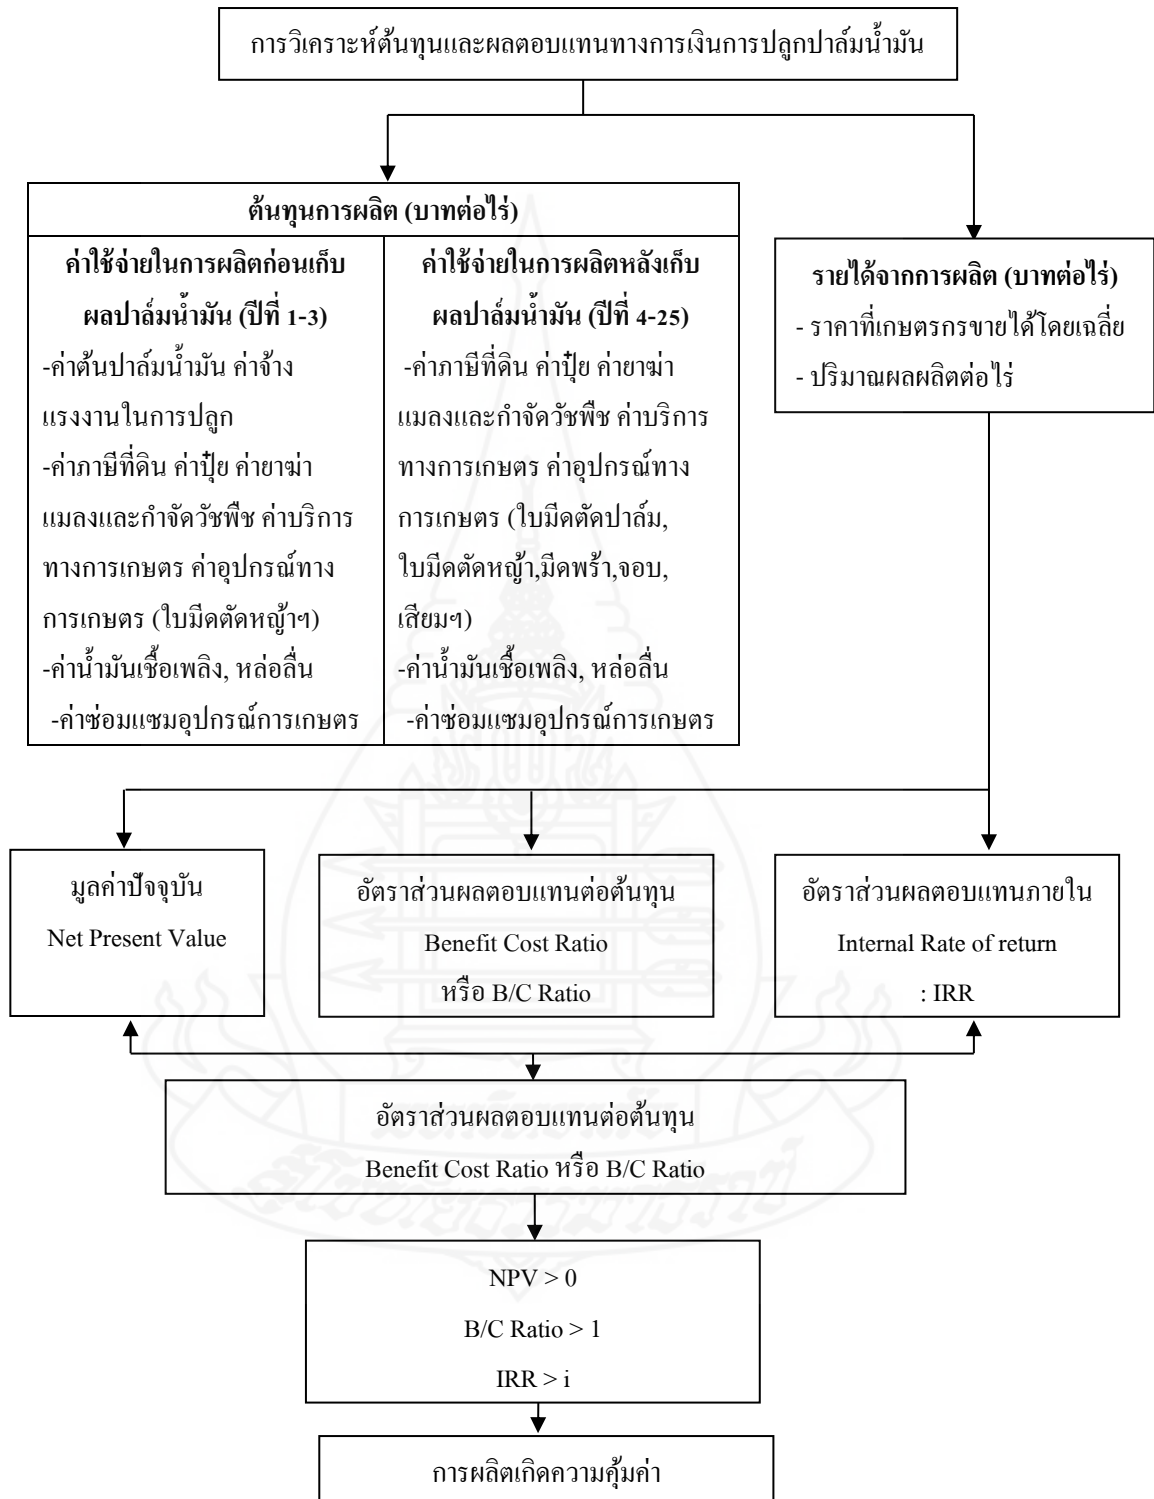 การวิเคราะห์ต้นทุนและผลตอบแทนทางการเงินการปลูกปาล์มน้ำมัน
ต้นทุนการผลิต (บาทต่อไร่)
ค่าใช้จ่ายในการผลิตก่อนเก็บ
ผลปาล์มน้ำมัน (ปีที่ 1-3)
-ค่าต้นปาล์มน้ำมัน ค่าจ้าง
แรงงานในการปลูก
-ค่าภาษีที่ดิน ค่าปุ๋ย ค่ายาฆ่า
แมลงและกำจัดวัชพืช ค่าบริการ
ทางการเกษตร ค่าอุปกรณ์ทาง
การเกษตร (ใบมีดตัดหญ้าฯ)
-ค่าน้ำมันเชื้อเพลิง, หล่อลื่น
-ค่าซ่อมแซมอุปกรณ์การเกษตร
ค่าใช้จ่ายในการผลิตหลังเก็บ
ผลปาล์มน้ำมัน (ปีที่ 4-25)
-ค่าภาษีที่ดิน ค่าปุ๋ย ค่ายาฆ่า
แมลงและกำจัดวัชพืช ค่าบริการ
ทางการเกษตร ค่าอุปกรณ์ทาง
การเกษตร (ใบมีดตัดปาล์ม,
ใบมีดตัดหญ้า,มีดพร้า,จอบ,
เสียมฯ)
-ค่าน้ำมันเชื้อเพลิง, หล่อลื่น
-ค่าซ่อมแซมอุปกรณ์การเกษตร
รายได้จากการผลิต (บาทต่อไร่)
- ราคาที่เกษตรกรขายได้โดยเฉลี่ย
- ปริมาณผลผลิตต่อไร่
มูลค่าปัจจุบัน
Net Present Value
อัตราส่วนผลตอบแทนต่อต้นทุน
Benefit Cost Ratio
หรือ B/C Ratio
อัตราส่วนผลตอบแทนภายใน
Internal Rate of return
: IRR
อัตราส่วนผลตอบแทนต่อต้นทุน
Benefit Cost Ratio หรือ B/C Ratio
มหาวิทยาลัย
สุโขทัยธรรมาธิราช
NPV > 0
B/C Ratio > 1
IRR > i
การผลิตเกิดความคุ้มค่า